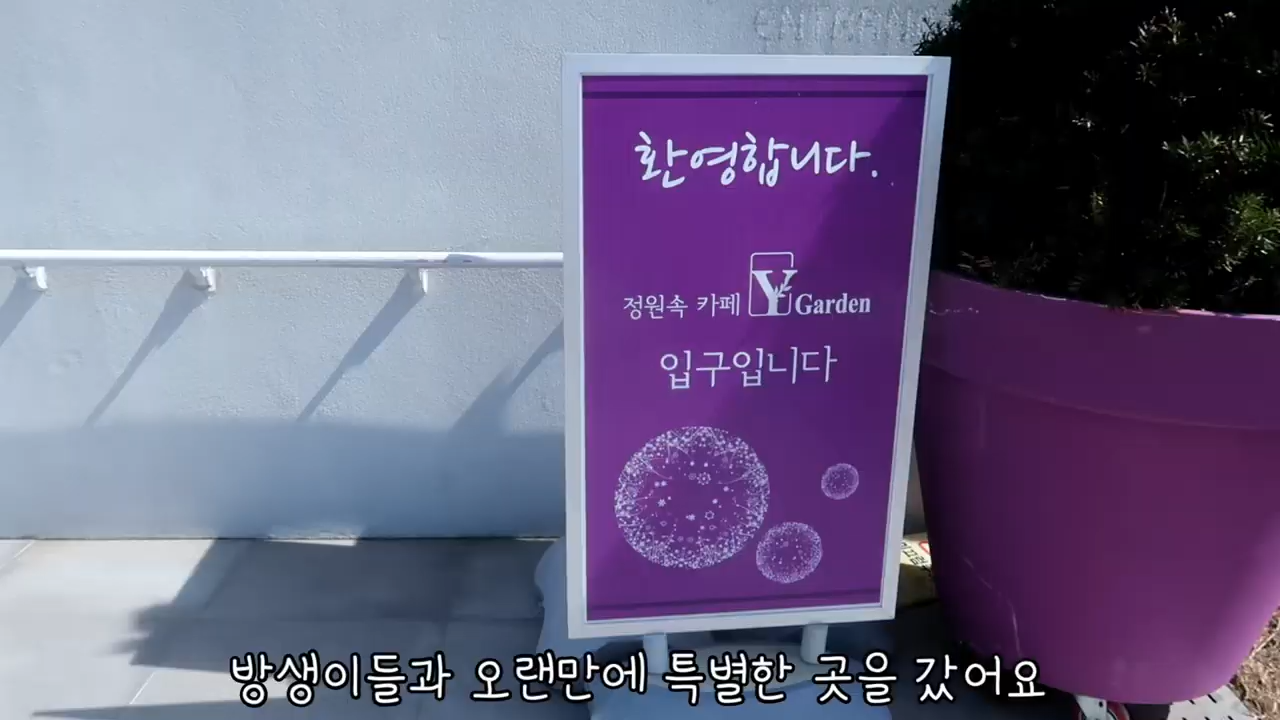 ENTRANCE
환영합니다.
정원속 카페 Y Garden
입구입니다
방생이들과 오랜만에 특별한 곳을 갔어요